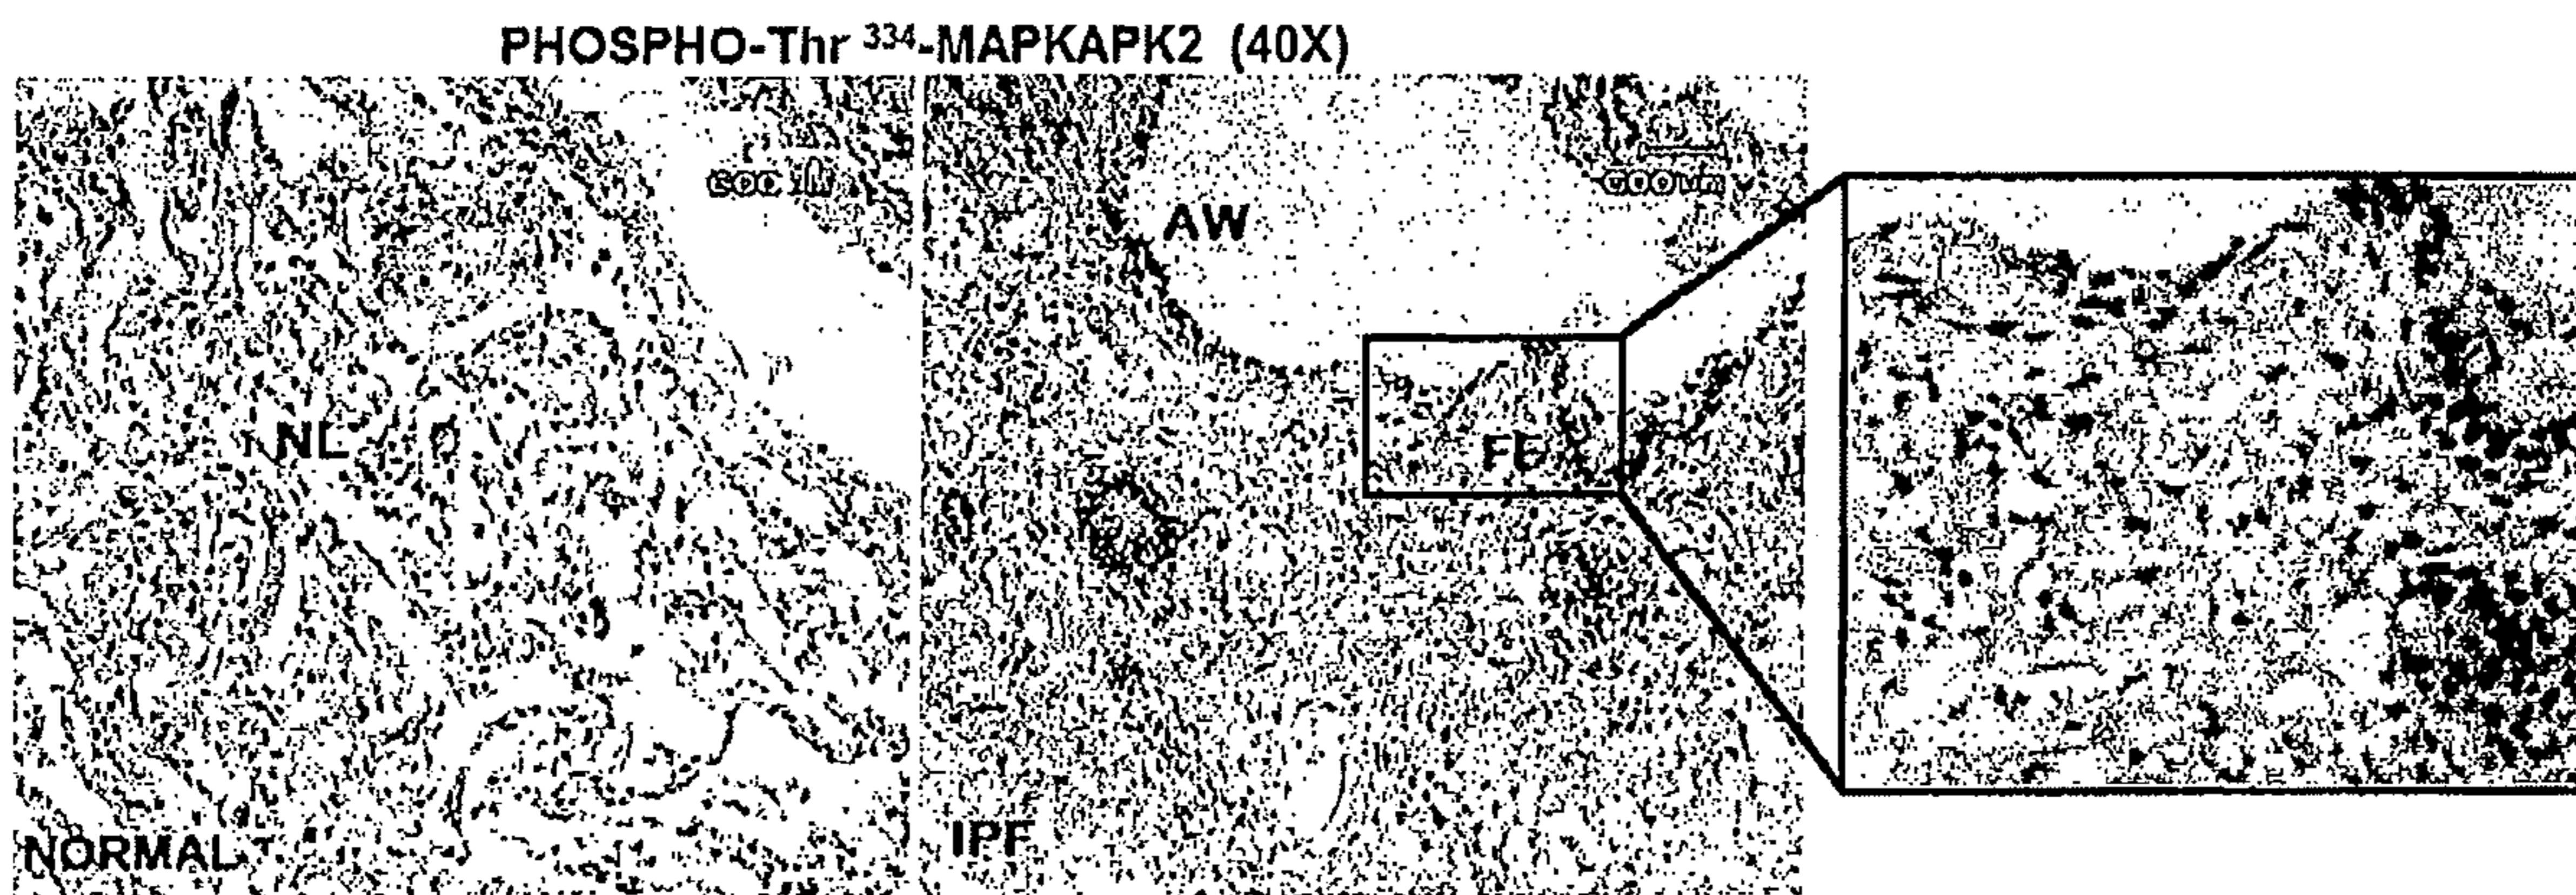 PHOSPHO-Thr ³³⁴-MAPKAPK2 (40X)
AW
NL
FF
NORMAL
IPF